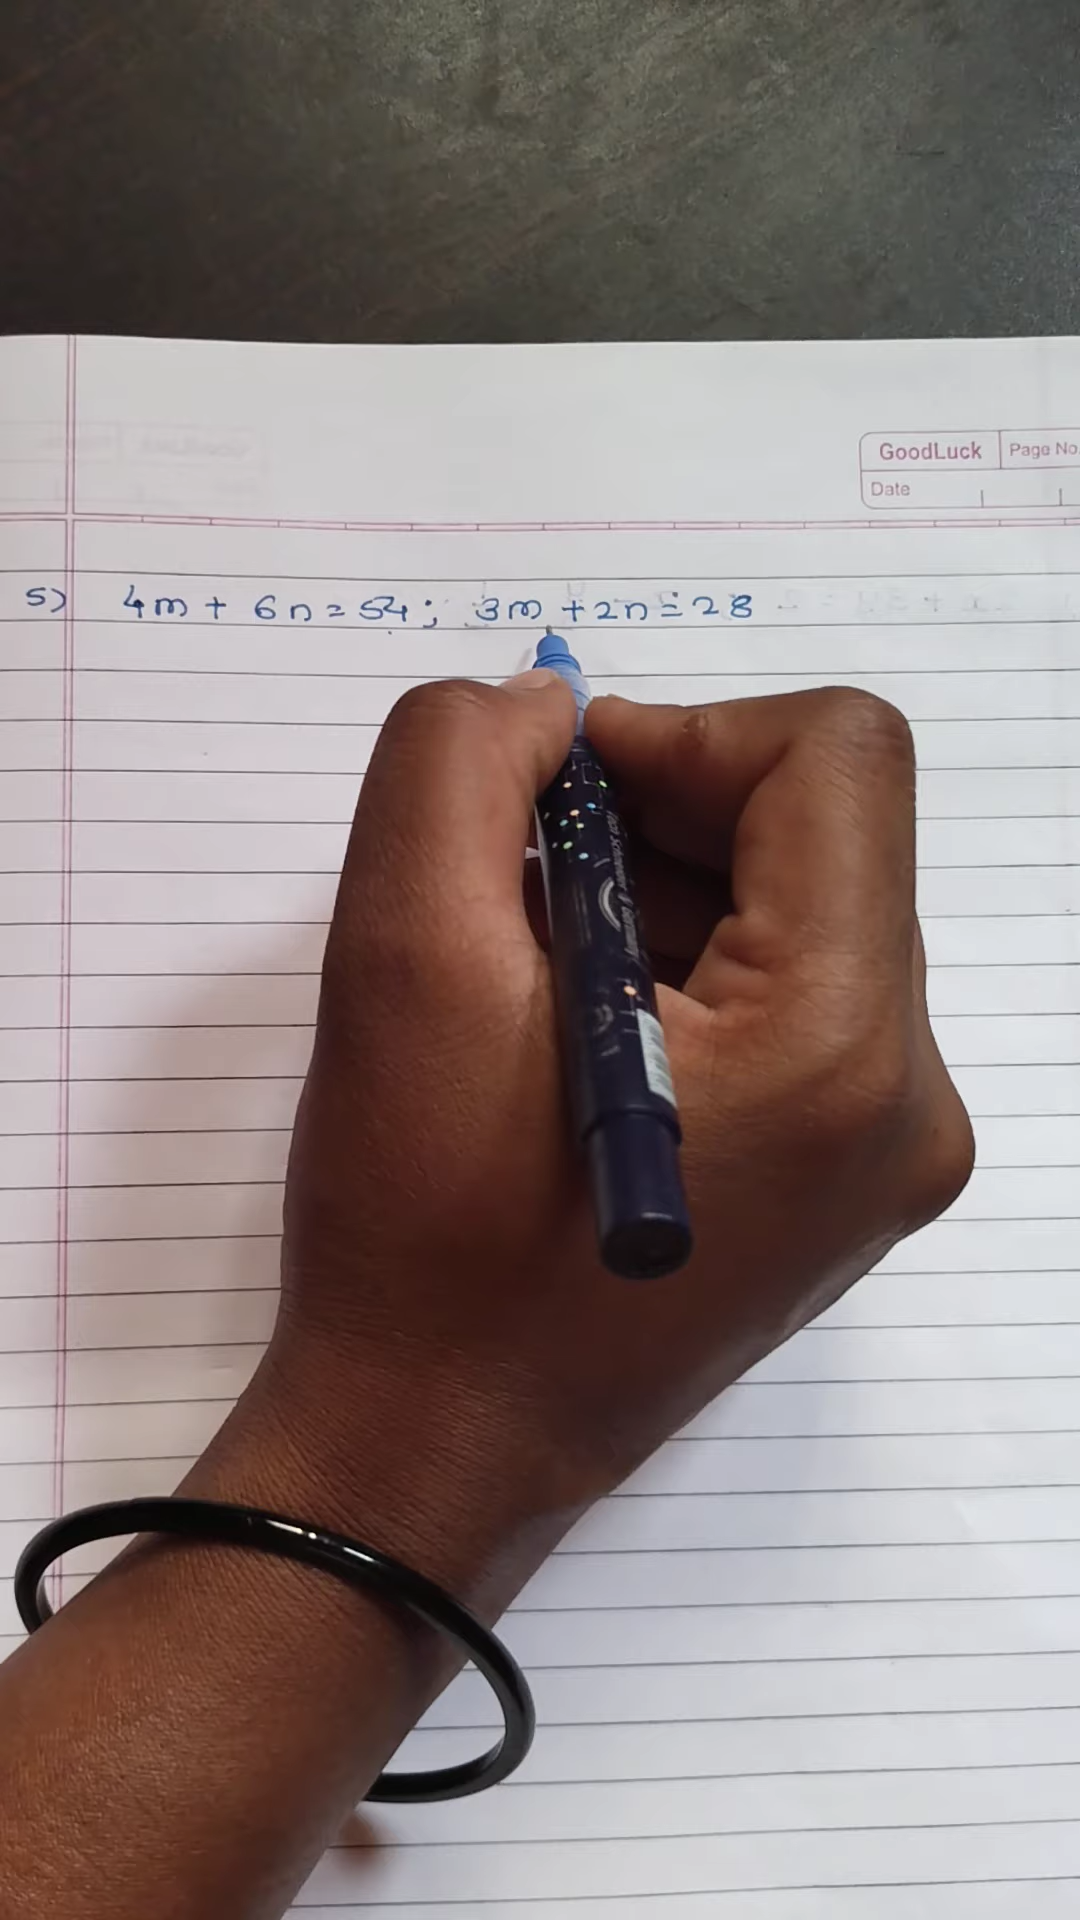 GoodLuck Page No.
Date
5) 4m + 6n = 54 ; 3m + 2n = 28